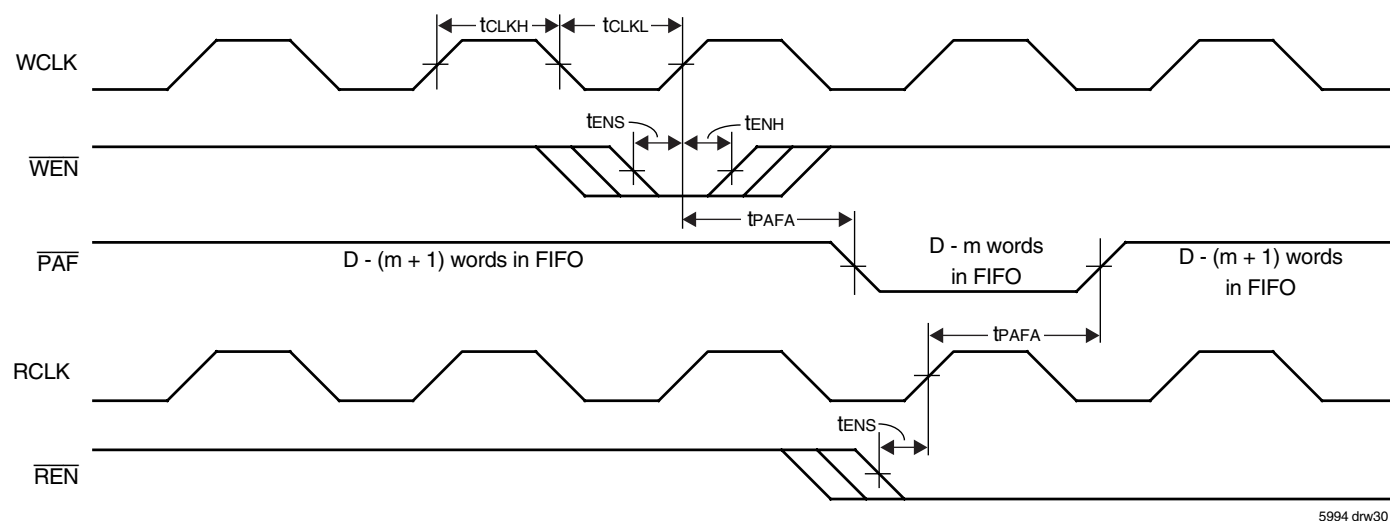 tCLKH tCLKL
WCLK
tENS tENH
WEN
tPAFA
PAF
D - (m + 1) words in FIFO
D - m words
in FIFO
D - (m + 1) words
in FIFO
tPAFA
RCLK
tENS
REN
5994 drw30